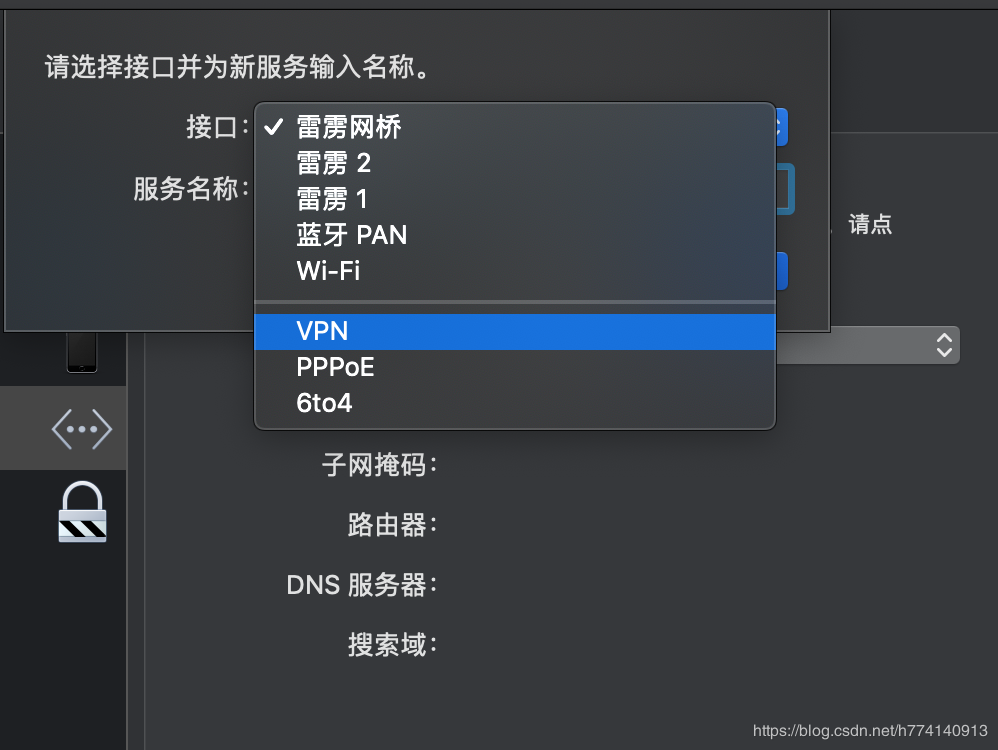 请选择接口并为新服务输入名称。
接口：
✓ 雷雳网桥
雷雳 2
雷雳 1
蓝牙 PAN
Wi-Fi
VPN
PPPoE
6to4
服务名称：
请点
子网掩码：
路由器：
DNS 服务器：
搜索域：
https://blog.csdn.net/h774140913